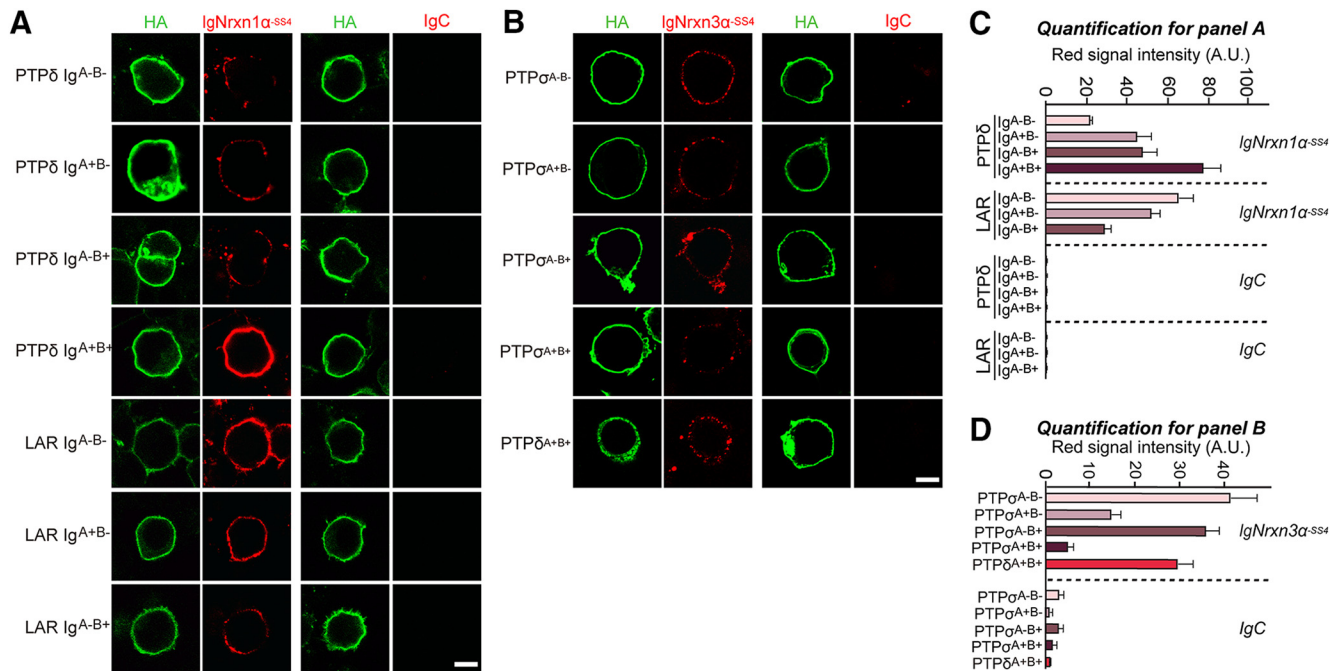 A
HA
IgNrxn1α-SS4
HA
IgC
PTPδ IgA-B-
PTPδ IgA+B-
PTPδ IgA-B+
PTPδ IgA+B+
LAR IgA-B-
LAR IgA+B-
LAR IgA-B+
B
HA
IgNrxn3α-SS4
HA
IgC
PTPσA-B-
PTPσA+B-
PTPσA-B+
PTPσA+B+
PTPδA+B+
C
Quantification for panel A
Red signal intensity (A.U.)
0 20 40 60 80 100
PTPδ
IgA-B-
IgA+B-
IgA-B+
IgA+B+
IgNrxn1α-SS4
LAR
IgA-B-
IgA+B-
IgA-B+
IgNrxn1α-SS4
PTPδ
IgA-B-
IgA+B-
IgA-B+
IgA+B+
IgC
LAR
IgA-B-
IgA+B-
IgA-B+
IgC
D
Quantification for panel B
Red signal intensity (A.U.)
0 10 20 30 40
PTPσA-B-
PTPσA+B-
PTPσA-B+
PTPσA+B+
PTPδA+B+
IgNrxn3α-SS4
PTPσA-B-
PTPσA+B-
PTPσA-B+
PTPσA+B+
PTPδA+B+
IgC